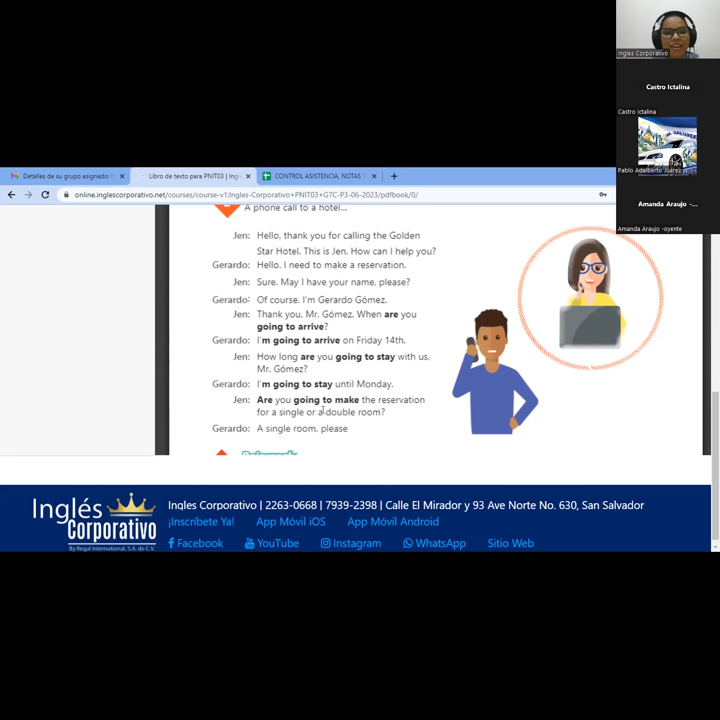 Ingles Corporativo
Castro Ictalina
Castro Ictalina
Pablo Adalberto Juárez
Amanda Araujo -...
Amanda Araujo -oyente
Detalles de su grupo asignado:
Libro de texto para PNIT03 | Ingl
CONTROL ASISTENCIA, NOTAS
online.inglescorporativo.net/courses/course-v1:Ingles-Corporativo+PNIT03+G7C-P3-06-2023/pdfbook/0/
A phone call to a hotel...
Jen: Hello, thank you for calling the Golden
Star Hotel. This is Jen. How can I help you?
Gerardo: Hello. I need to make a reservation.
Jen: Sure. May I have your name, please?
Gerardo: Of course. I'm Gerardo Gómez.
Jen: Thank you, Mr. Gómez. When are you
going to arrive?
Gerardo: I'm going to arrive on Friday 14th.
Jen: How long are you going to stay with us,
Mr. Gómez?
Gerardo: I'm going to stay until Monday.
Jen: Are you going to make the reservation
for a single or a double room?
Gerardo: A single room, please
Inglés
Corporativo
By Regal International, S.A. de C.V.
Ingles Corporativo | 2263-0668 | 7939-2398 | Calle El Mirador y 93 Ave Norte No. 630, San Salvador
¡Inscríbete Ya! App Móvil iOS App Móvil Android
Facebook YouTube Instagram WhatsApp Sitio Web